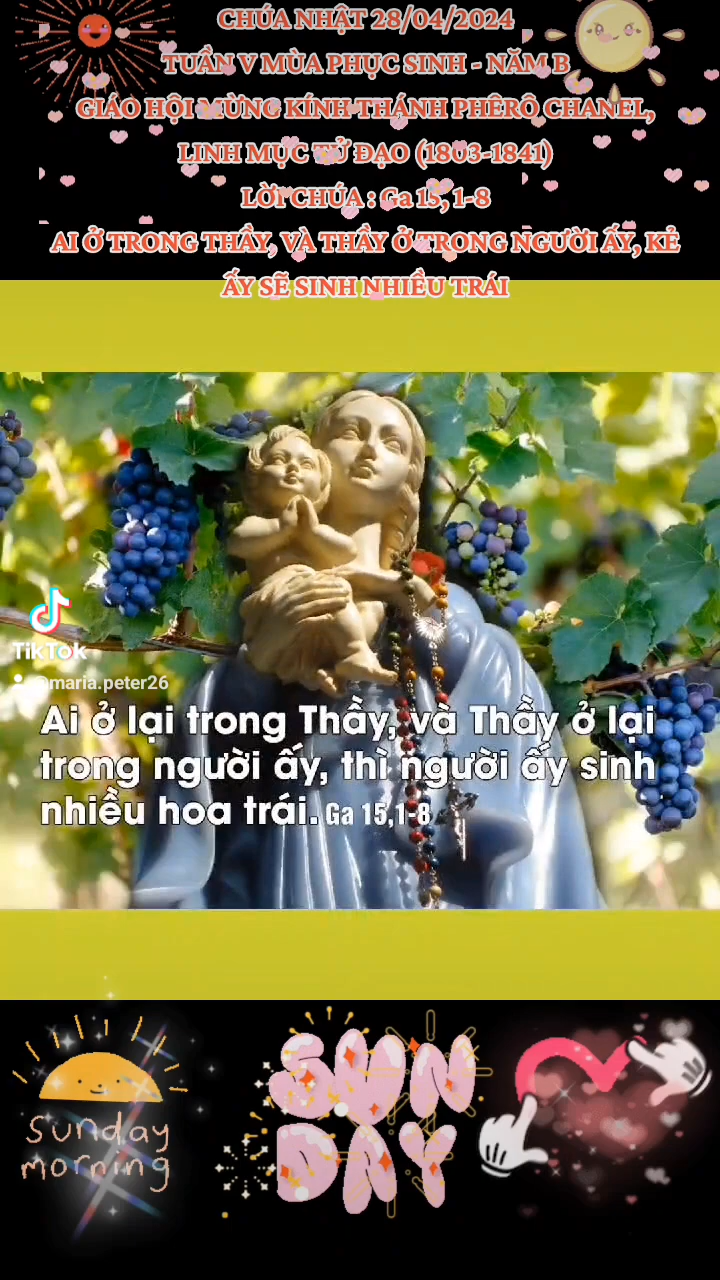 CHÚA NHẬT 28/04/2024
TUẦN V MÙA PHỤC SINH - NĂM B
GIÁO HỘI MỪNG KÍNH THÁNH PHÊRÔ CHANEL,
LINH MỤC TỬ ĐẠO (1803-1841)
LỜI CHÚA : Ga 15, 1-8
AI Ở TRONG THẦY, VÀ THẦY Ở TRONG NGƯỜI ẤY, KẺ
ẤY SẼ SINH NHIỀU TRÁI
TikTok
@maria.peter26
Ai ở lại trong Thầy, và Thầy ở lại
trong người ấy, thì người ấy sinh
nhiều hoa trái. Ga 15,1-8
sunday
morning
SUN
DAY